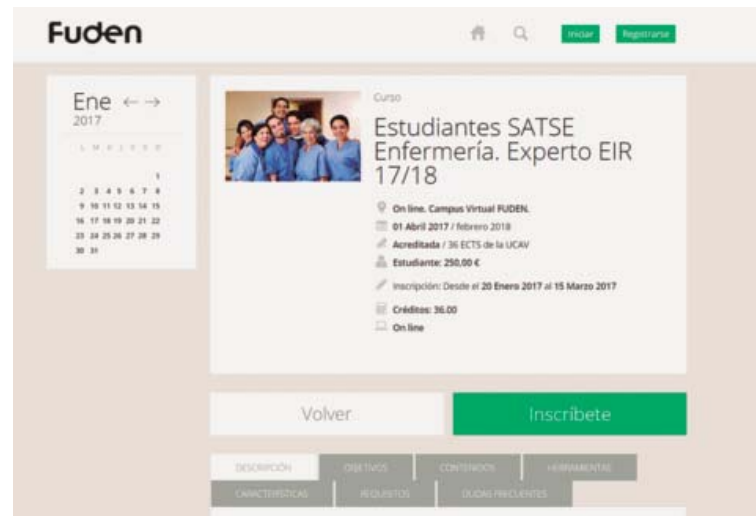 Fuden
Iniciar
Registrarse
Ene ← →
2017
L M M J V S D
1
2 3 4 5 6 7 8
9 10 11 12 13 14 15
16 17 18 19 20 21 22
23 24 25 26 27 28 29
30 31
Curso
Estudiantes SATSE
Enfermería. Experto EIR
17/18
On line. Campus Virtual FUDEN.
01 Abril 2017 / febrero 2018
Acreditada / 36 ECTS de la UCAV
Estudiante: 250,00 €
Inscripción: Desde el 20 Enero 2017 al 15 Marzo 2017
Créditos: 36.00
On line
Volver
Inscríbete
DESCRIPCIÓN
OBJETIVOS
CONTENIDOS
HERRAMIENTAS
CARACTERÍSTICAS
REQUISITOS
DUDAS FRECUENTES